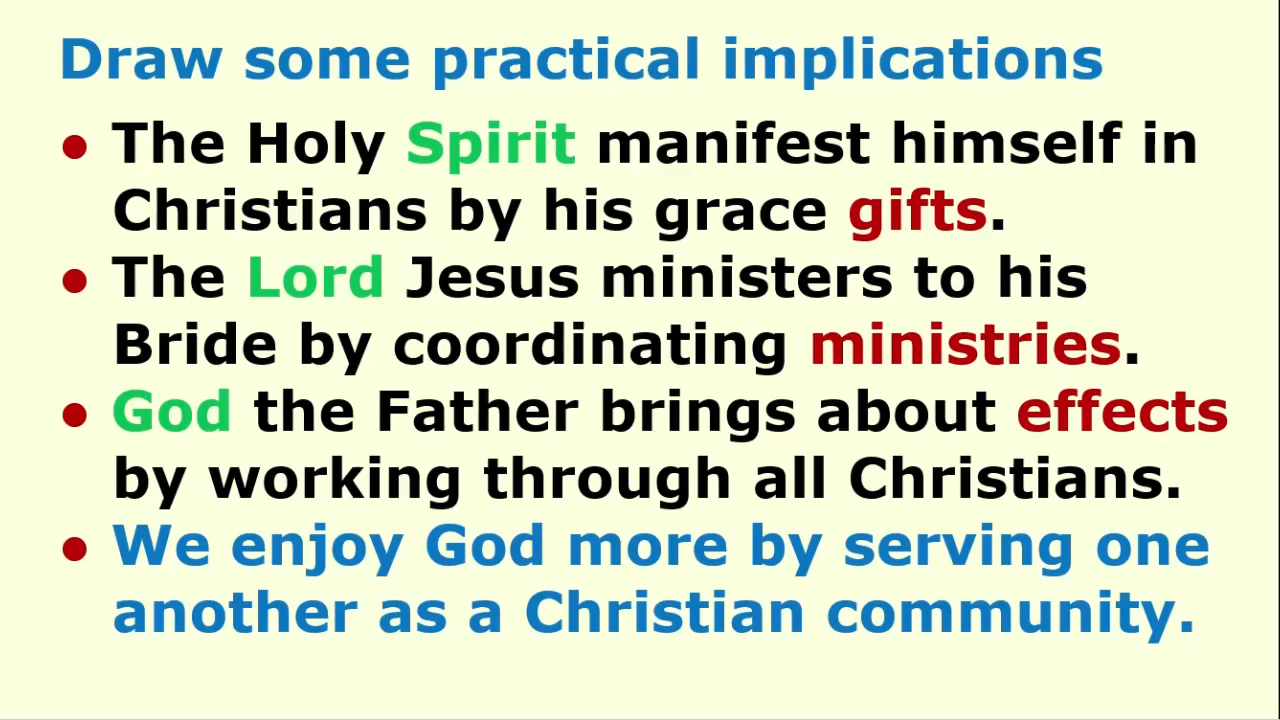 Draw some practical implications
● The Holy Spirit manifest himself in
Christians by his grace gifts.
● The Lord Jesus ministers to his
Bride by coordinating ministries.
● God the Father brings about effects
by working through all Christians.
● We enjoy God more by serving one
another as a Christian community.